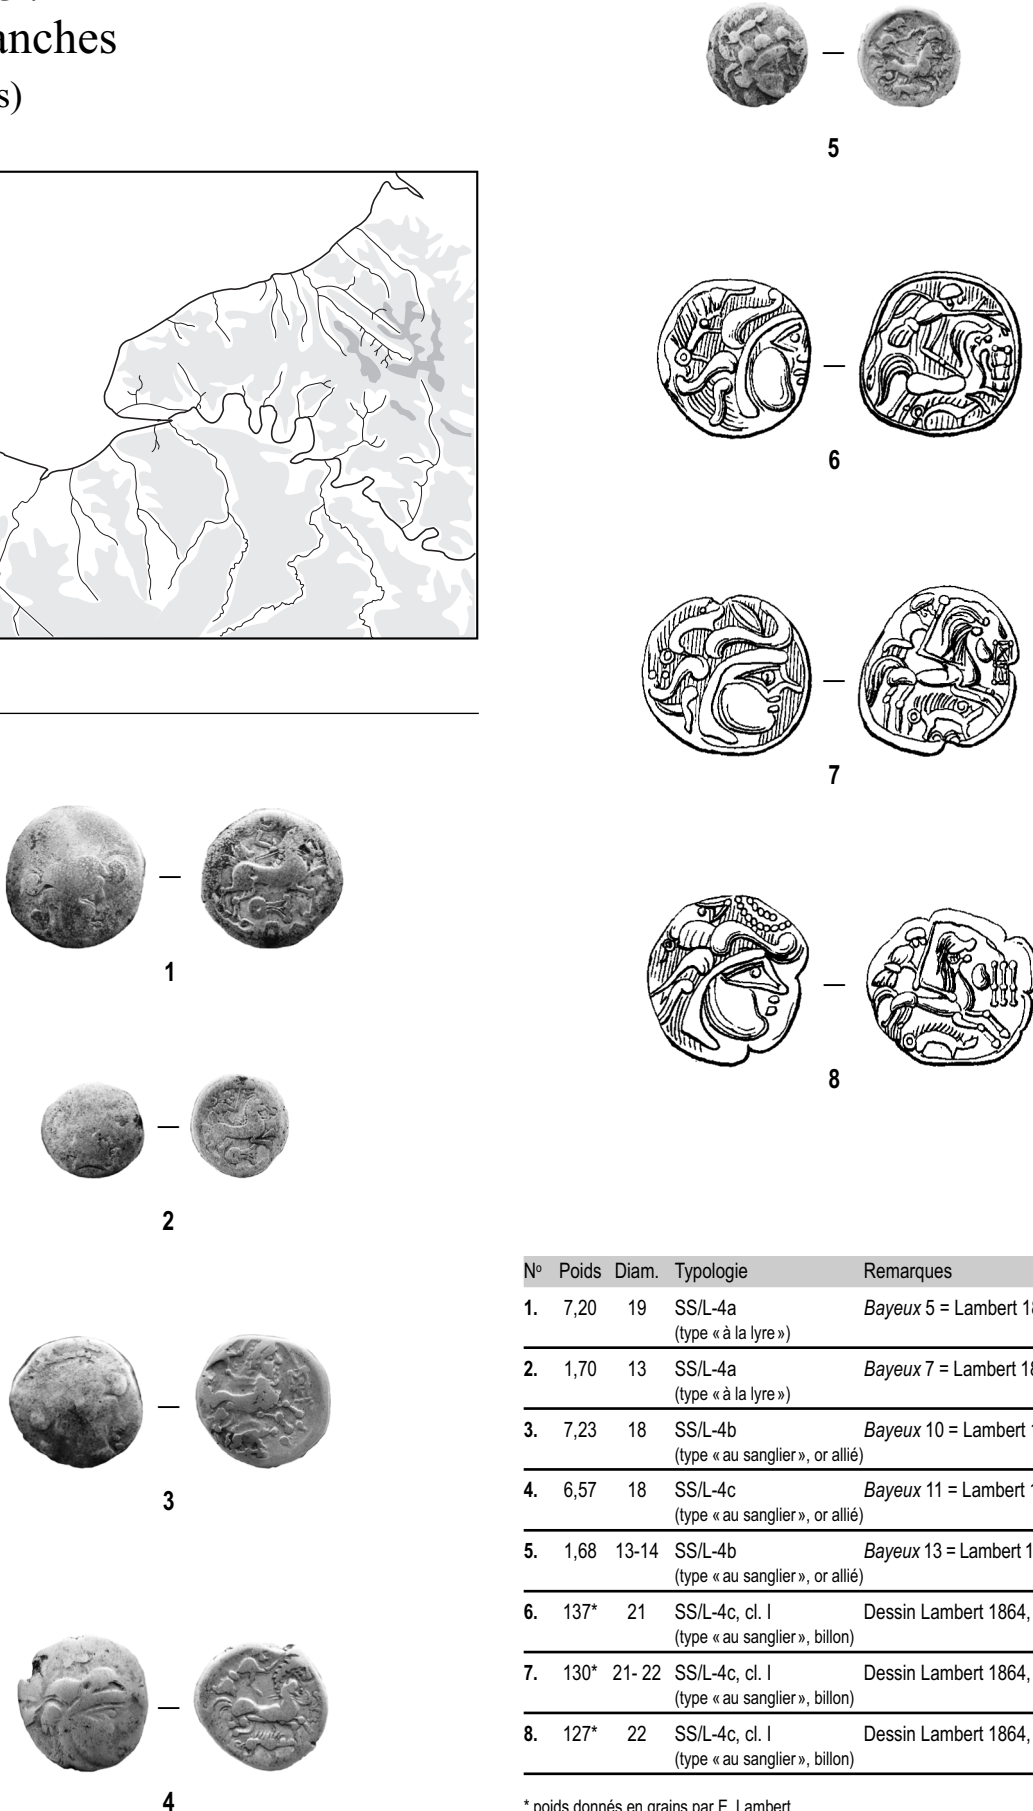 s)
5
6
7
8
1
2
3
4
Nº Poids Diam. Typologie Remarques
1. 7,20 19 SS/L-4a Bayeux 5 = Lambert
(type « à la lyre »)
2. 1,70 13 SS/L-4a Bayeux 7 = Lambert
(type « à la lyre »)
3. 7,23 18 SS/L-4b Bayeux 10 = Lambert
(type « au sanglier », or allié)
4. 6,57 18 SS/L-4c Bayeux 11 = Lambert
(type « au sanglier », or allié)
5. 1,68 13-14 SS/L-4b Bayeux 13 = Lambert
(type « au sanglier », or allié)
6. 137* 21 SS/L-4c, cl. I Dessin Lambert 1864,
(type « au sanglier », billon)
7. 130* 21- 22 SS/L-4c, cl. I Dessin Lambert 1864,
(type « au sanglier », billon)
8. 127* 22 SS/L-4c, cl. I Dessin Lambert 1864,
(type « au sanglier », billon)
* poids donnés en grains par E. Lambert